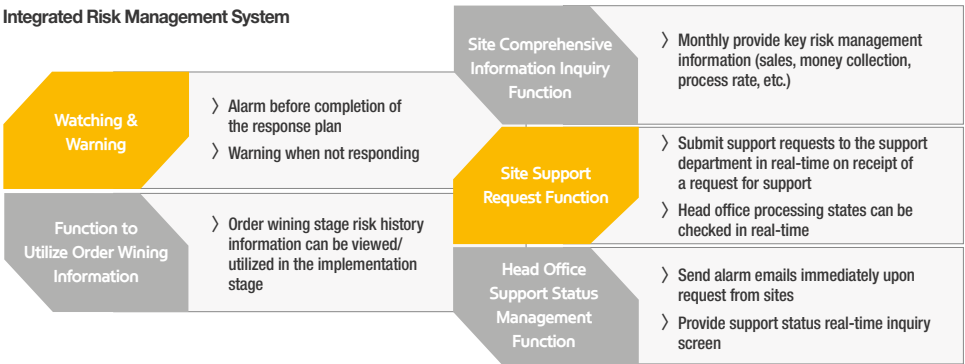 Integrated Risk Management System
Watching &
Warning
〉 Alarm before completion of
the response plan
〉 Warning when not responding
Function to
Utilize Order Wining
Information
〉 Order wining stage risk history
information can be viewed/
utilized in the implementation
stage
Site Comprehensive
Information Inquiry
Function
〉 Monthly provide key risk management
information (sales, money collection,
process rate, etc.)
Site Support
Request Function
〉 Submit support requests to the support
department in real-time on receipt of
a request for support
〉 Head office processing states can be
checked in real-time
Head Office
Support Status
Management
Function
〉 Send alarm emails immediately upon
request from sites
〉 Provide support status real-time inquiry
screen